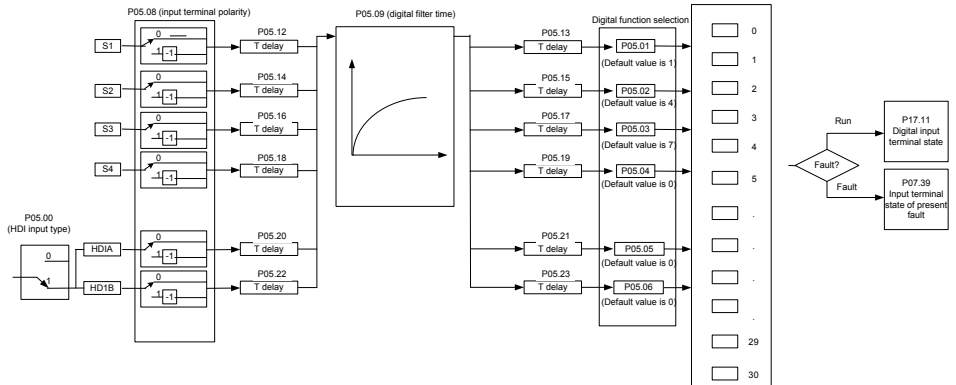 P05.08 (input terminal polarity)
P05.09 (digital filter time)
Digital function selection
S1
0
1
-1
P05.12
T delay
P05.13
T delay
P05.01
(Default value is 1)
S2
0
1
-1
P05.14
T delay
P05.15
T delay
P05.02
(Default value is 4)
S3
0
1
-1
P05.16
T delay
P05.17
T delay
P05.03
(Default value is 7)
S4
0
1
-1
P05.18
T delay
P05.19
T delay
P05.04
(Default value is 0)
P05.00
(HDI input type)
0
1
HDIA
0
1
-1
P05.20
T delay
P05.21
T delay
P05.05
(Default value is 0)
HD1B
0
1
-1
P05.22
T delay
P05.23
T delay
P05.06
(Default value is 0)
0
1
2
3
4
5
.
.
.
.
29
30
Fault?
Run
P17.11
Digital input
terminal state
Fault
P07.39
Input terminal
state of present
fault